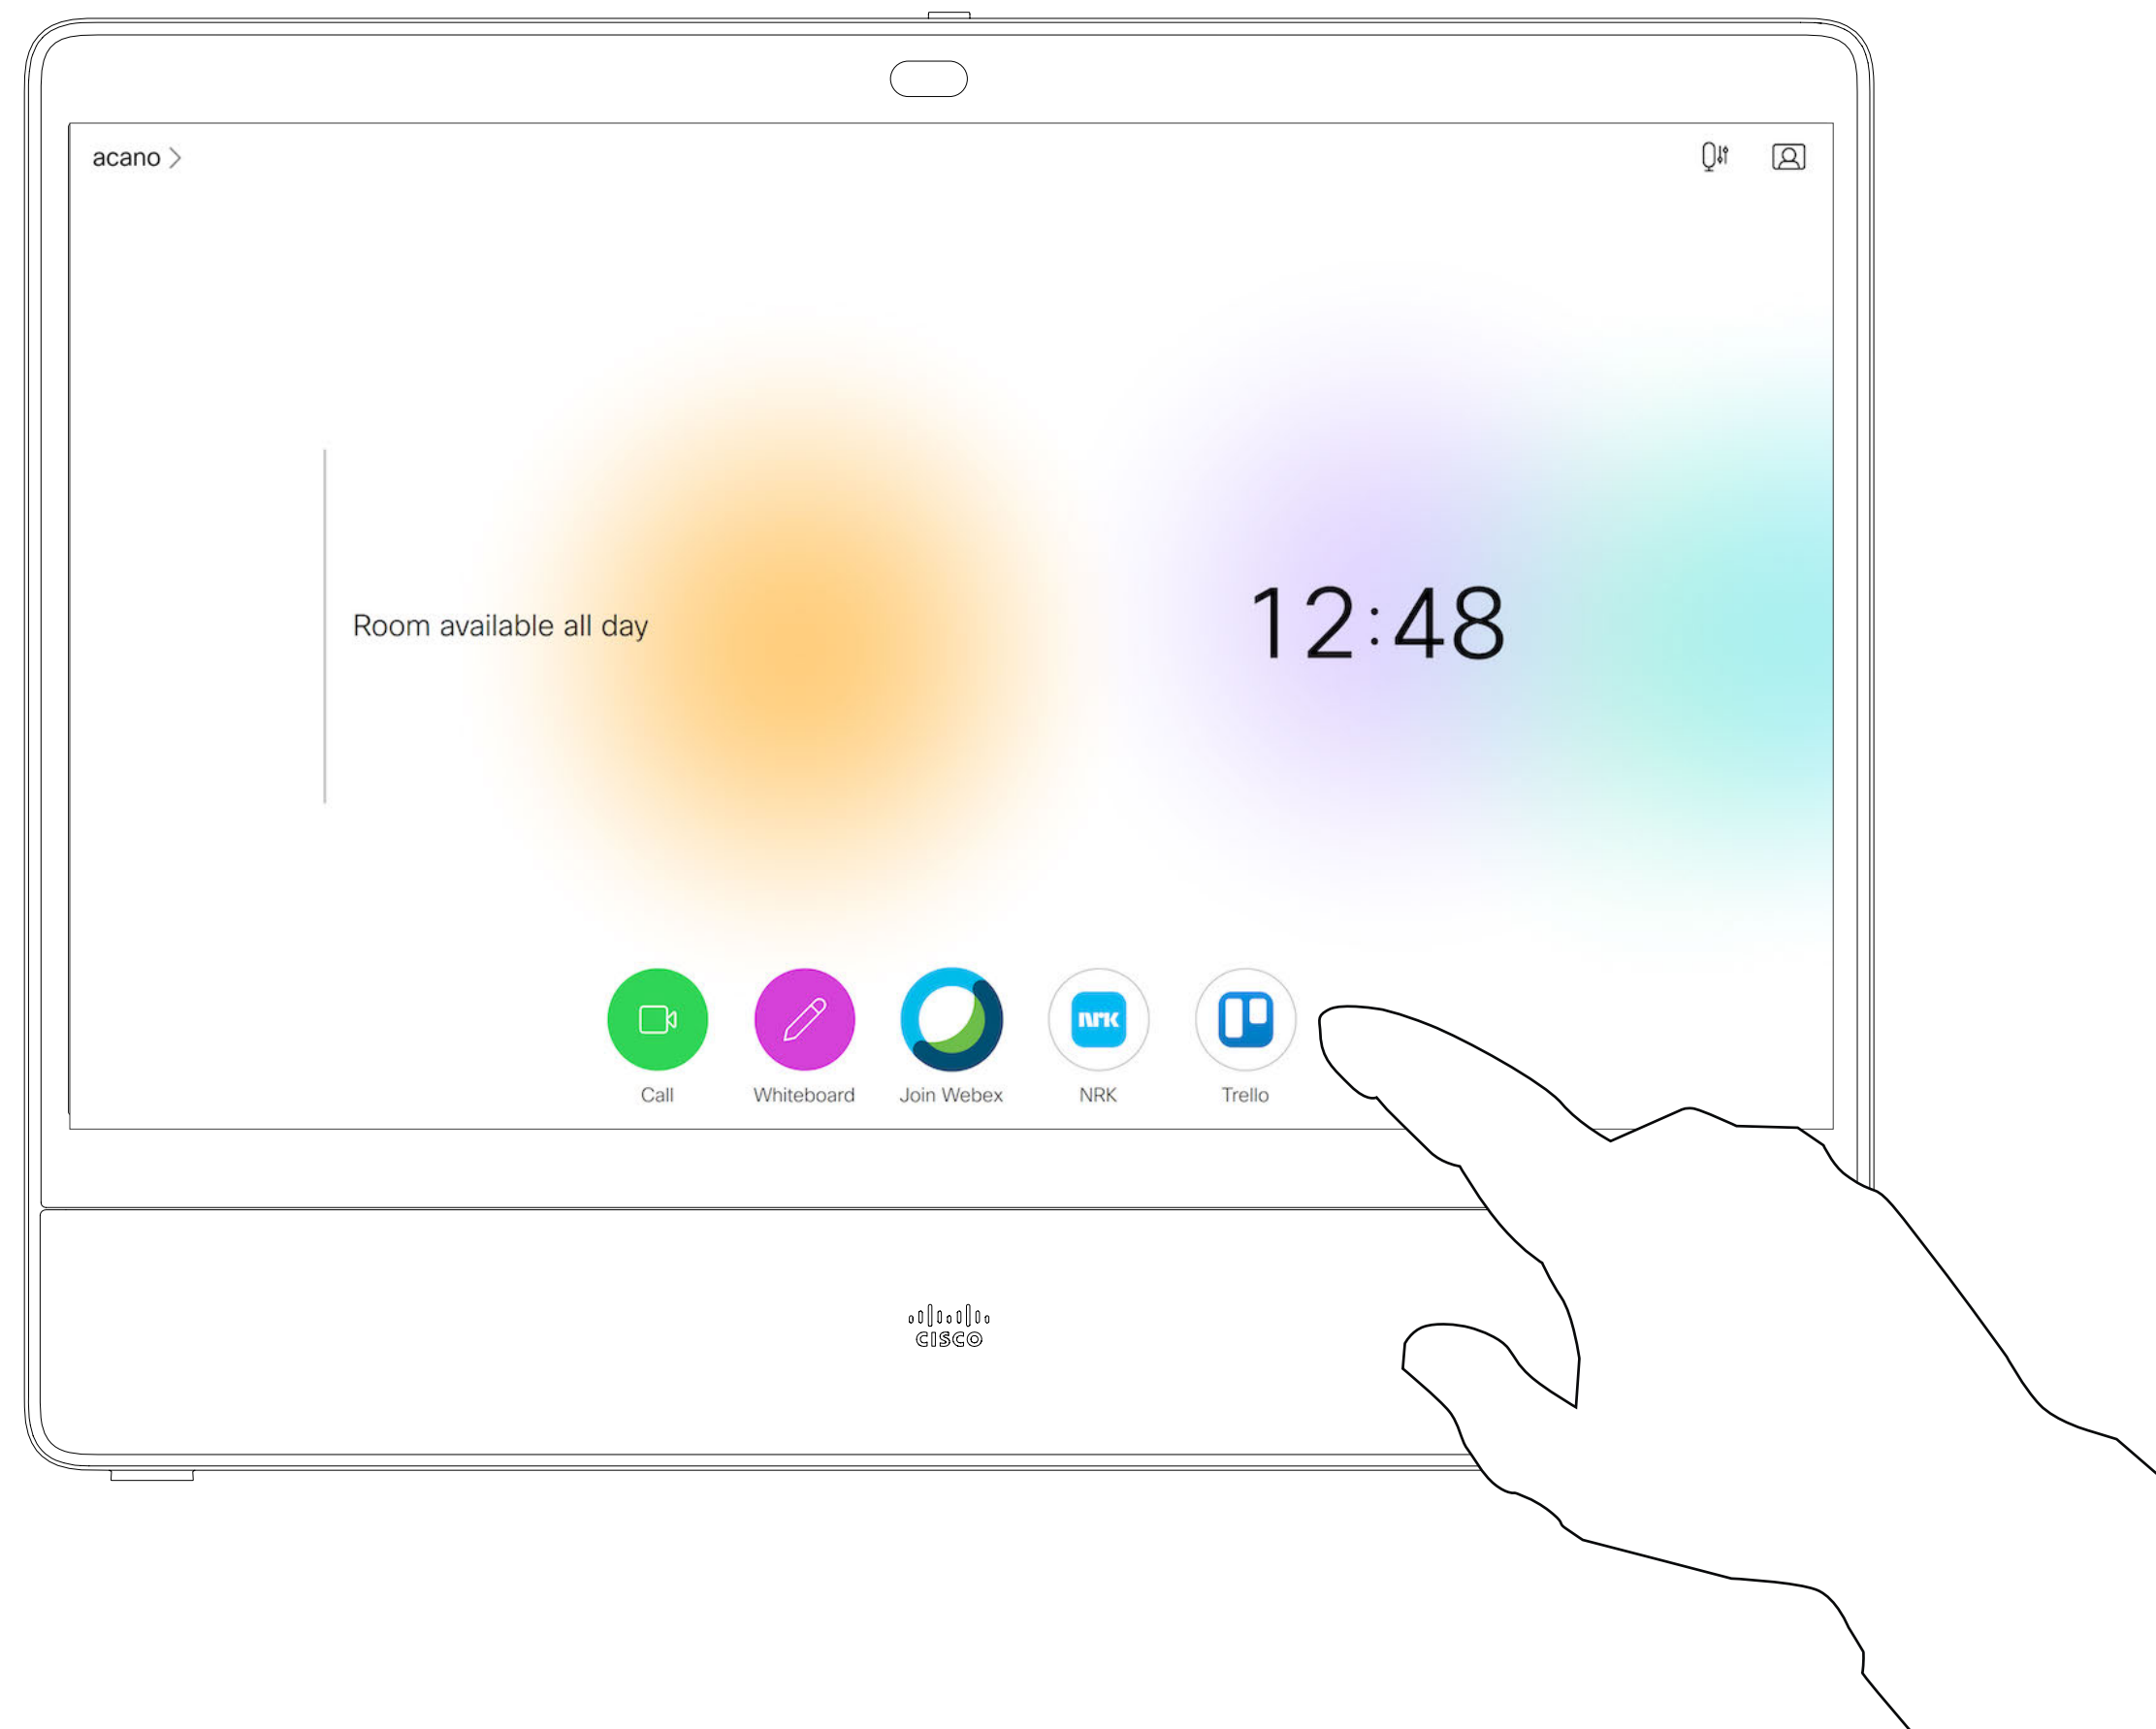 acano
Room available all day
12:48
nrk
Call
Whiteboard
Join Webex
NRK
Trello
CISCO